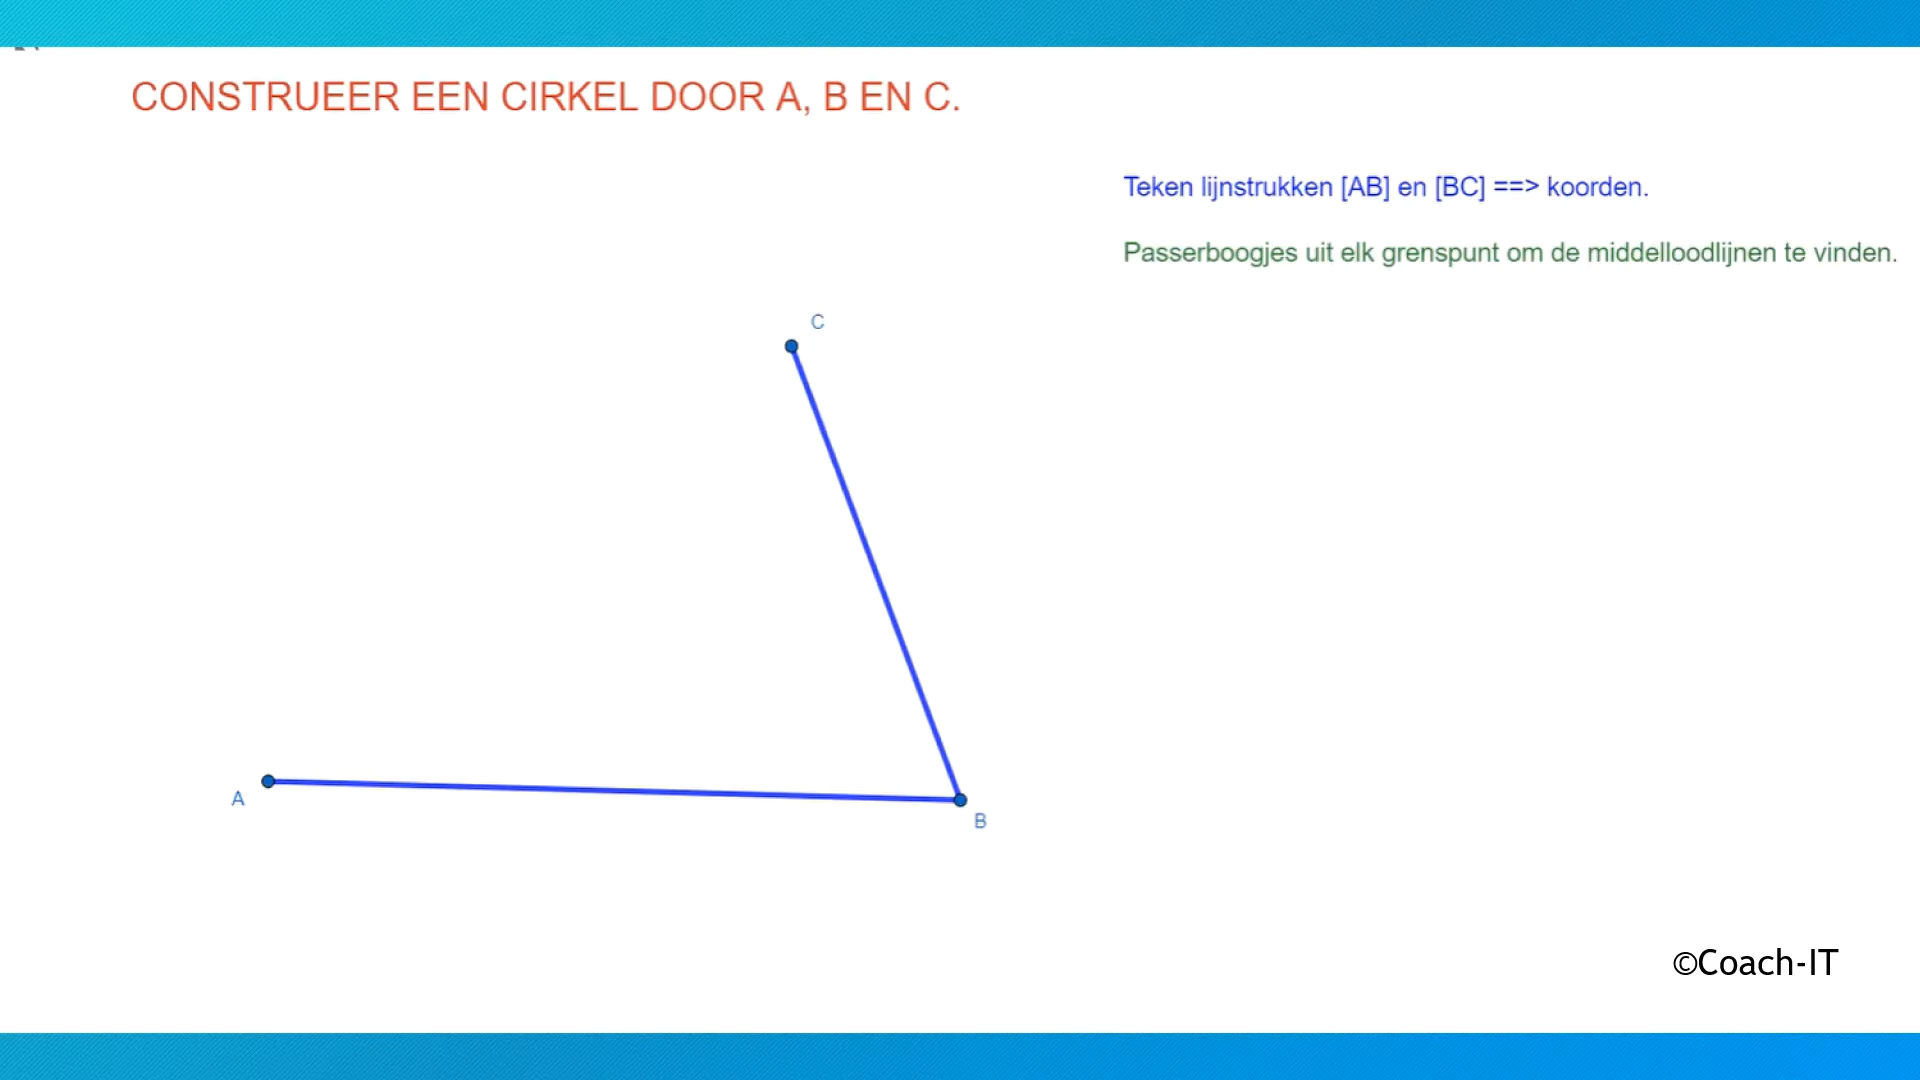 CONSTRUEER EEN CIRKEL DOOR A, B EN C.
Teken lijnstrukken [AB] en [BC] ==> koorden.
Passerboogjes uit elk grenspunt om de middelloodlijnen te vinden.
C
A
B
©Coach-IT